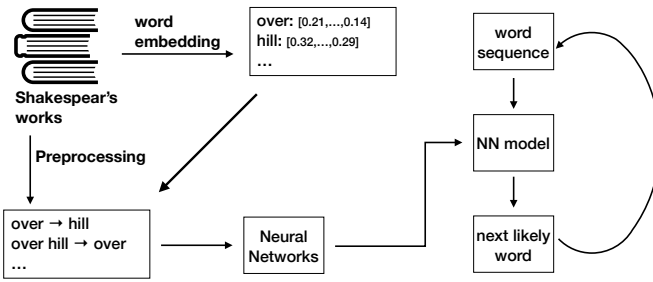 word
embedding
over: [0.21,...,0.14]
hill: [0.32,...,0.29]
...
Shakespear's
works
Preprocessing
over → hill
over hill → over
...
Neural
Networks
word
sequence
NN model
next likely
word